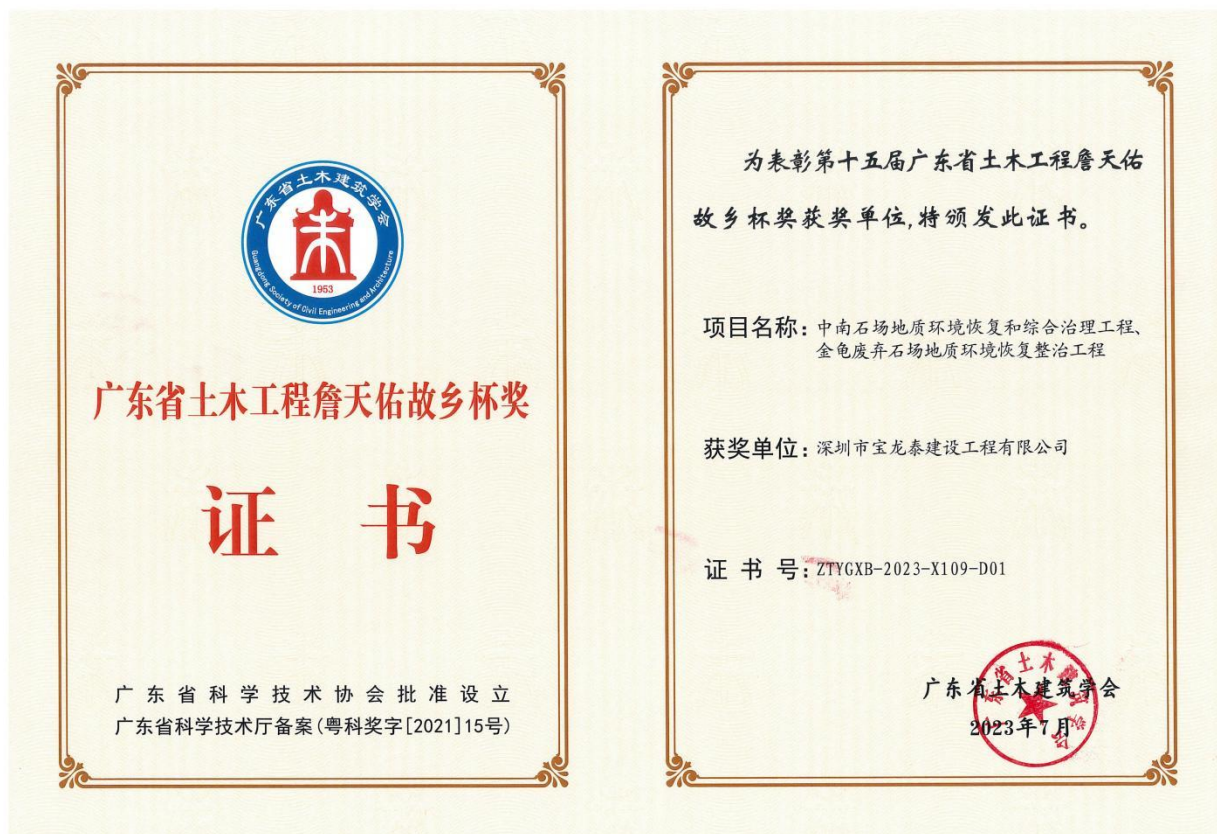 广东省土木建筑学会
1953
Guangdong Society of Civil Engineering and Architecture
广东省土木工程詹天佑故乡杯奖
证 书
广东省科学技术协会批准设立
广东省科学技术厅备案(粤科奖字[2021]15号)
为表彰第十五届广东省土木工程詹天佑
故乡杯奖获奖单位,特颁发此证书。
项目名称:中南石场地质环境恢复和综合治理工程、
金龟废弃石场地质环境恢复整治工程
获奖单位:深圳市宝龙泰建设工程有限公司
证 书 号:ZTYGXB-2023-X109-D01
广东省土木建筑学会
2023年7月
广东省土木建筑学会